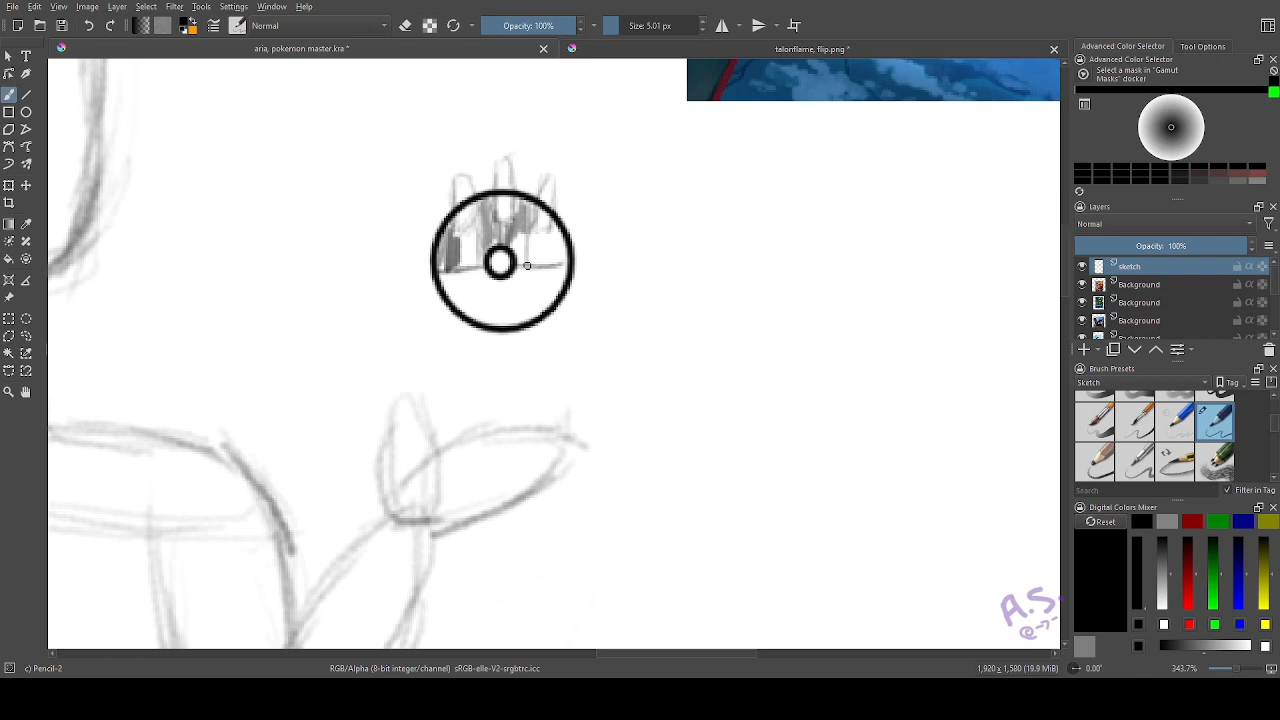 File Edit View Image Layer Select Filter Tools Settings Window Help
Normal Opacity: 100% Size: 5.01 px
aria, pokemon master.kra * talonflame, flip.png *
Advanced Color Selector Tool Options
Advanced Color Selector
Select a mask in "Gamut
Masks" docker
Layers
Normal
Opacity: 100%
sketch
Background
Background
Background
Brush Presets
Sketch Tag
Search Filter in Tag
Digital Colors Mixer
Reset
A.S.
c) Pencil-2 RGB/Alpha (8-bit integer/channel) sRGB-elle-V2-srgbtrc.icc 1,920 x 1,580 (19.9 MiB) 0.00° 343.7%